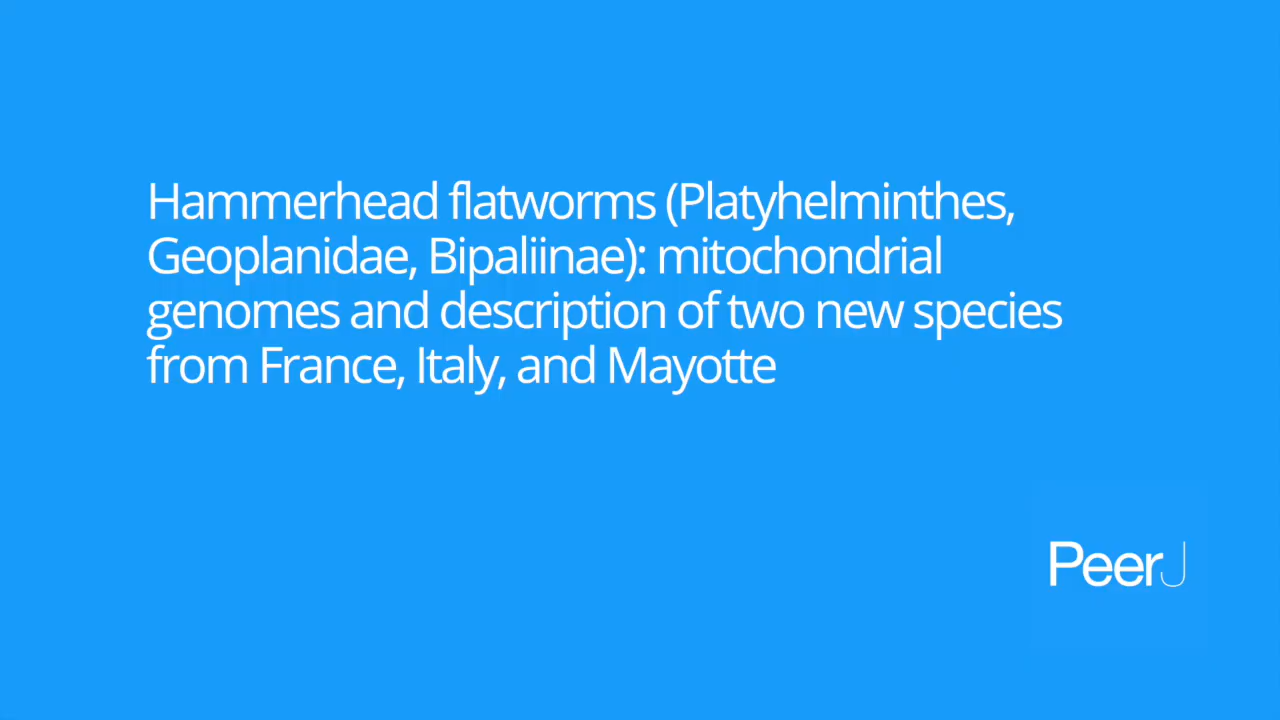 Hammerhead flatworms (Platyhelminthes,
Geoplanidae, Bipaliinae): mitochondrial
genomes and description of two new species
from France, Italy, and Mayotte
PeerJ